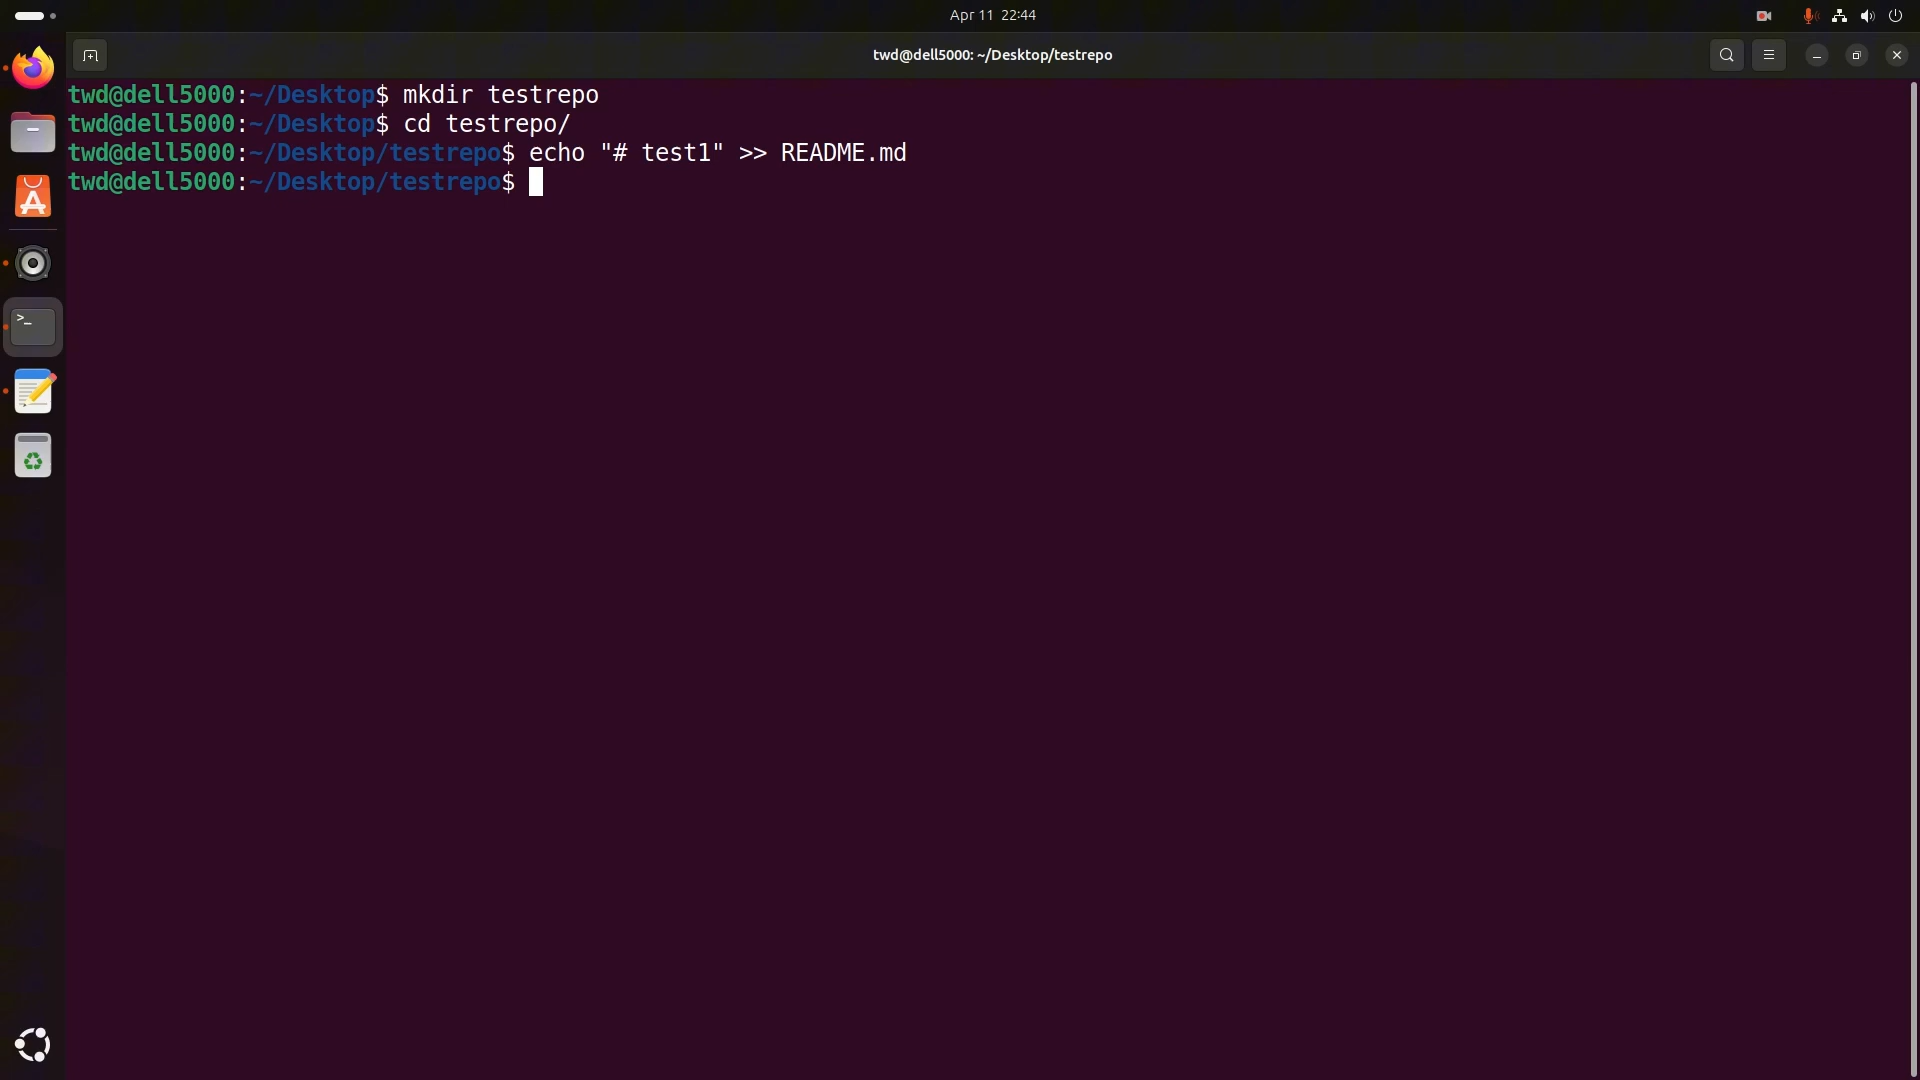 Apr 11 22:44
twd@dell5000: ~/Desktop/testrepo
twd@dell5000:~/Desktop$ mkdir testrepo
twd@dell5000:~/Desktop$ cd testrepo/
twd@dell5000:~/Desktop/testrepo$ echo "# test1" >> README.md
twd@dell5000:~/Desktop/testrepo$